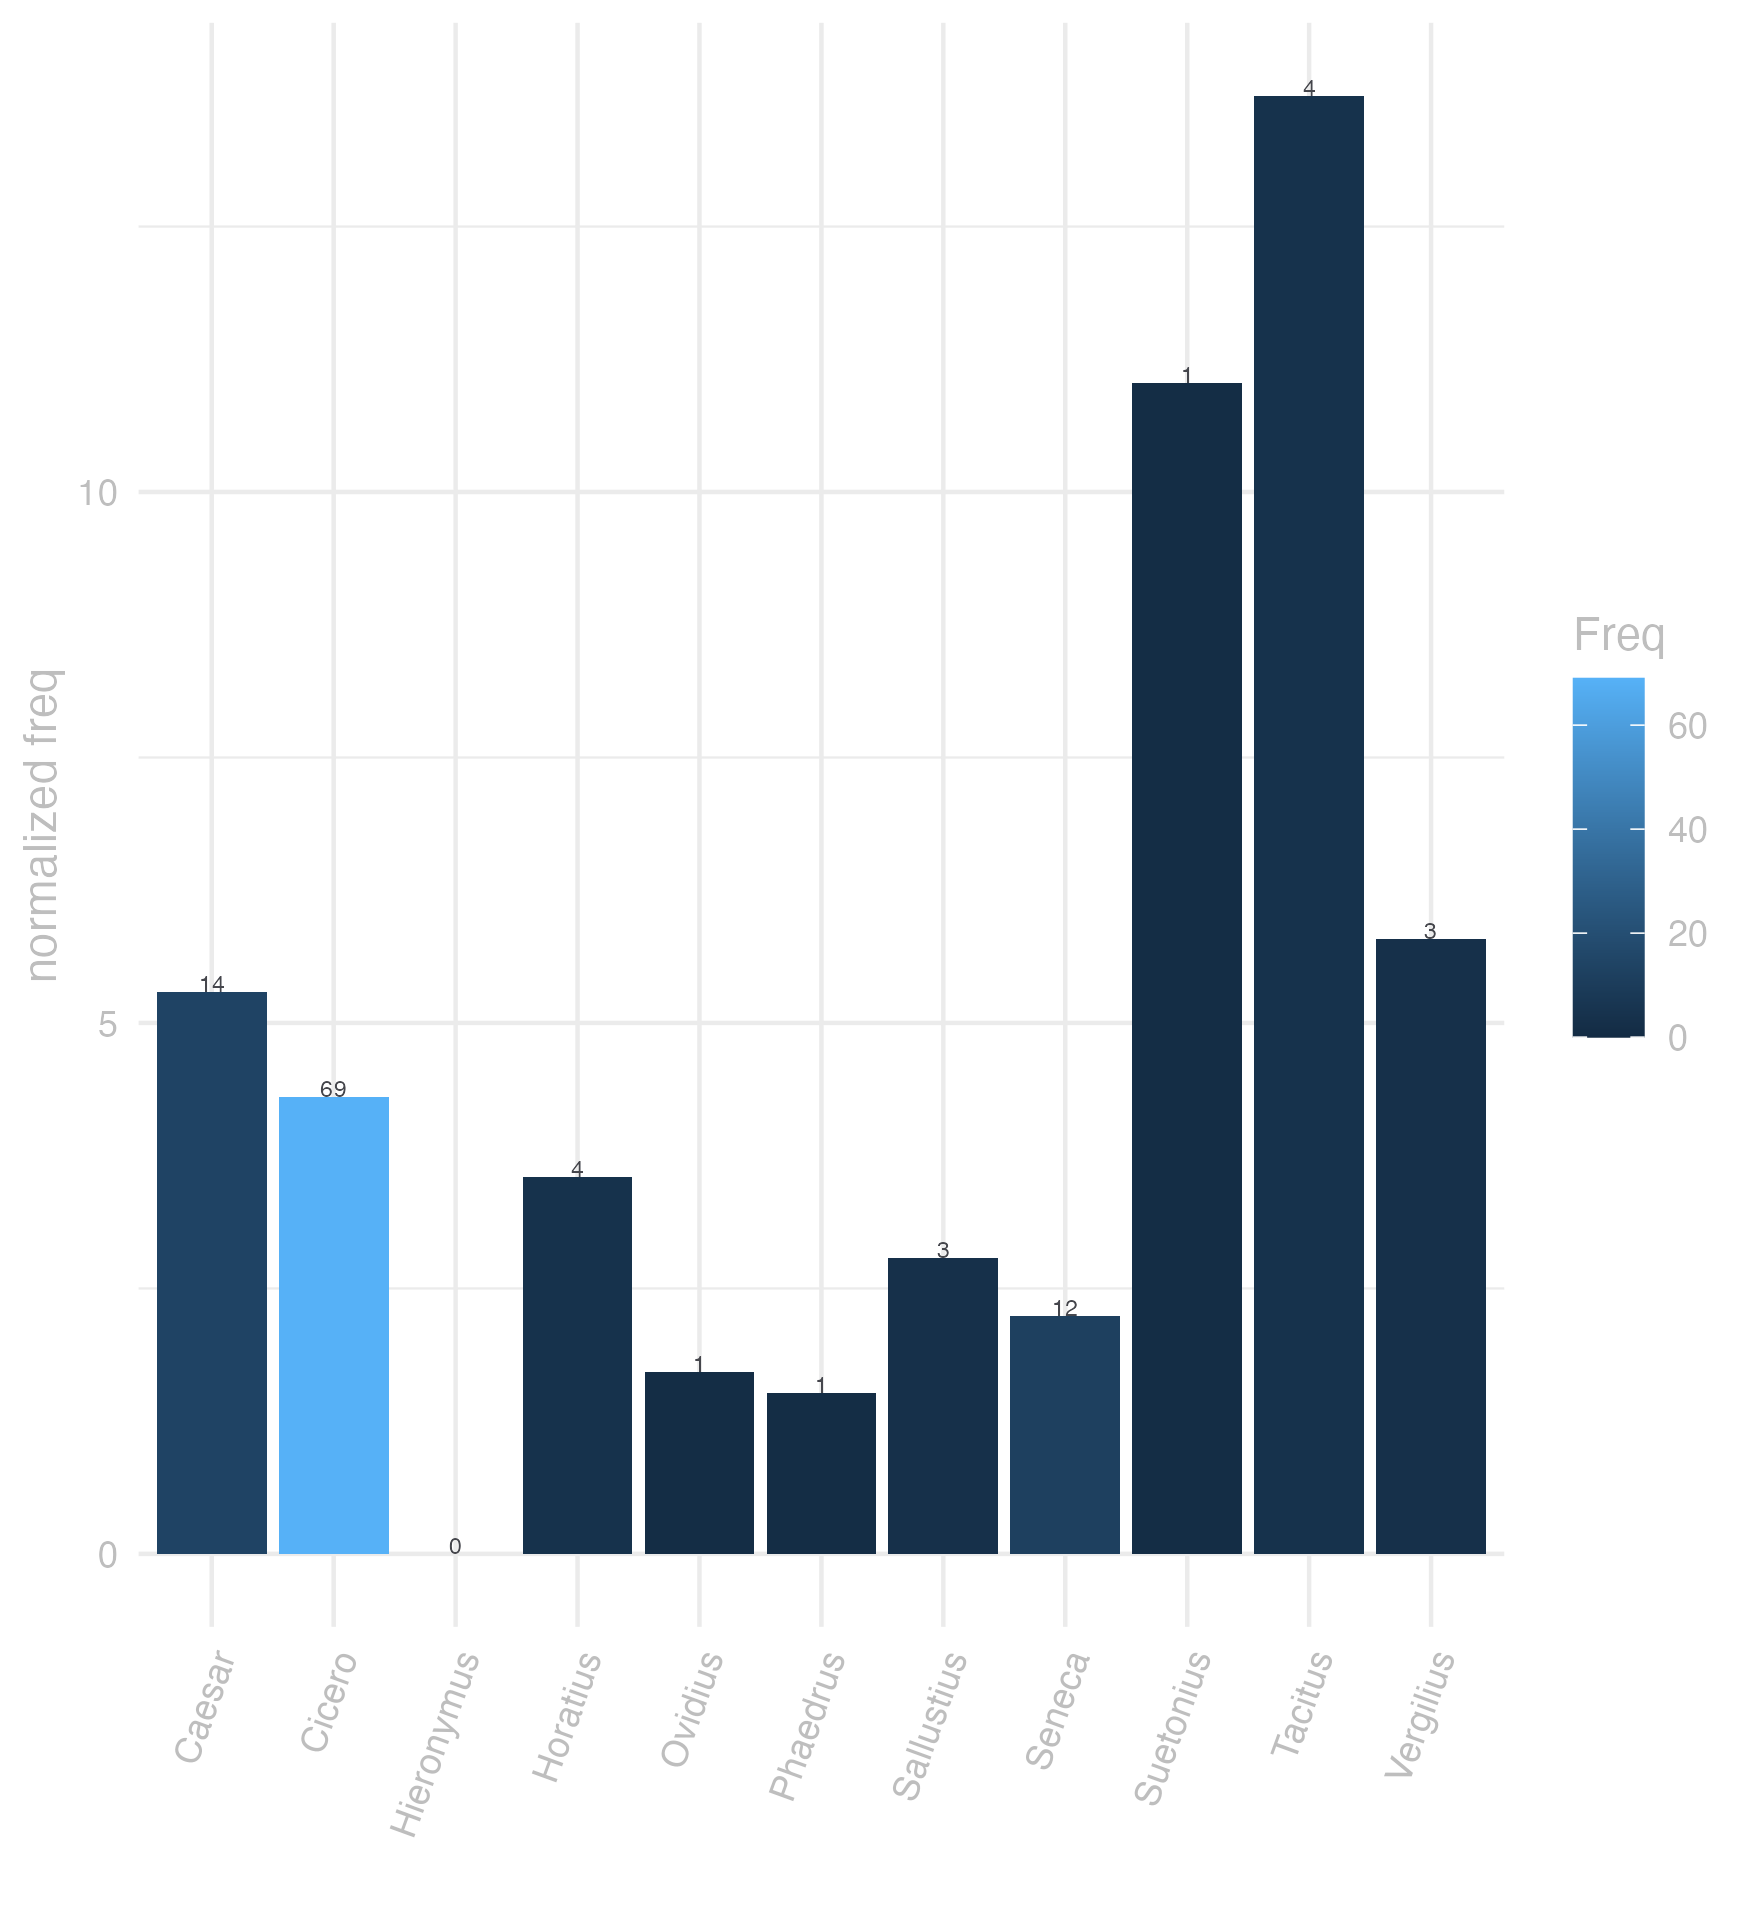 4
1
10
3
14
5
69
4
3
12
1
1
0
0
normalized freq
Caesar
Cicero
Hieronymus
Horatius
Ovidius
Phaedrus
Sallustius
Seneca
Suetonius
Tacitus
Vergilius
Freq
60
40
20
0